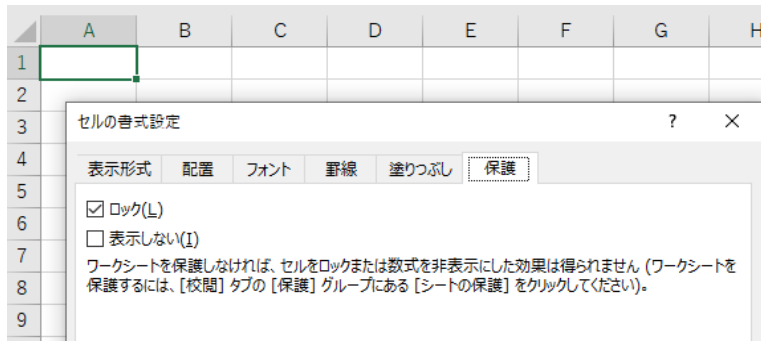 A B C D E F G H
1
2
セルの書式設定 ? ×
3
4
表示形式 配置 フォント 罫線 塗りつぶし 保護
5
ロック(L)
6
表示しない(I)
7
ワークシートを保護しなければ、セルをロックまたは数式を非表示にした効果は得られません (ワークシートを
8
保護するには、[校閲] タブの [保護] グループにある [シートの保護] をクリックしてください)。
9